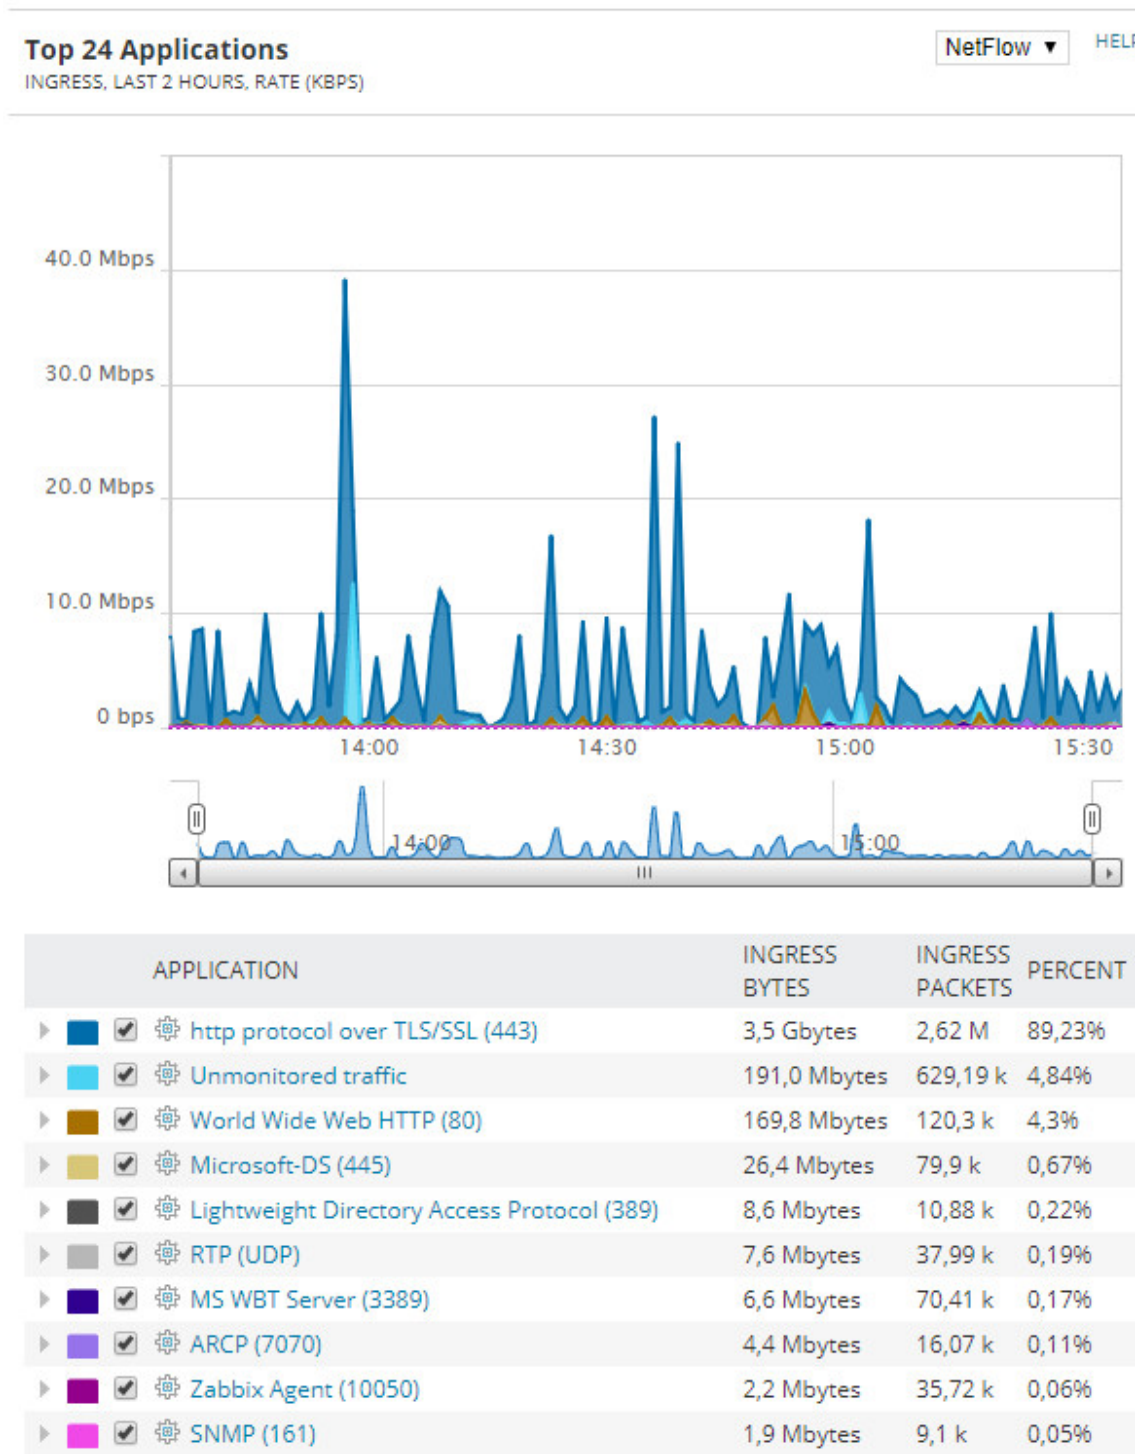 Top 24 Applications
NetFlow ▼
HELP
INGRESS, LAST 2 HOURS, RATE (KBPS)
40.0 Mbps
30.0 Mbps
20.0 Mbps
10.0 Mbps
0 bps
14:00 14:30 15:00 15:30
14:00 15:00
APPLICATION INGRESS BYTES INGRESS PACKETS PERCENT
http protocol over TLS/SSL (443) 3,5 Gbytes 2,62 M 89,23%
Unmonitored traffic 191,0 Mbytes 629,19 k 4,84%
World Wide Web HTTP (80) 169,8 Mbytes 120,3 k 4,3%
Microsoft-DS (445) 26,4 Mbytes 79,9 k 0,67%
Lightweight Directory Access Protocol (389) 8,6 Mbytes 10,88 k 0,22%
RTP (UDP) 7,6 Mbytes 37,99 k 0,19%
MS WBT Server (3389) 6,6 Mbytes 70,41 k 0,17%
ARCP (7070) 4,4 Mbytes 16,07 k 0,11%
Zabbix Agent (10050) 2,2 Mbytes 35,72 k 0,06%
SNMP (161) 1,9 Mbytes 9,1 k 0,05%